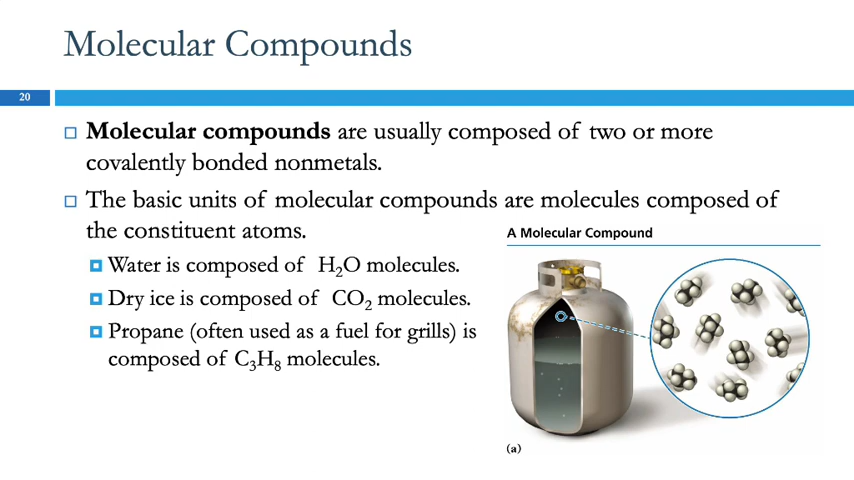 Molecular Compounds
20
Molecular compounds are usually composed of two or more
covalently bonded nonmetals.
The basic units of molecular compounds are molecules composed of
the constituent atoms.
Water is composed of H₂O molecules.
Dry ice is composed of CO₂ molecules.
Propane (often used as a fuel for grills) is
composed of C₃H₈ molecules.
A Molecular Compound
(a)